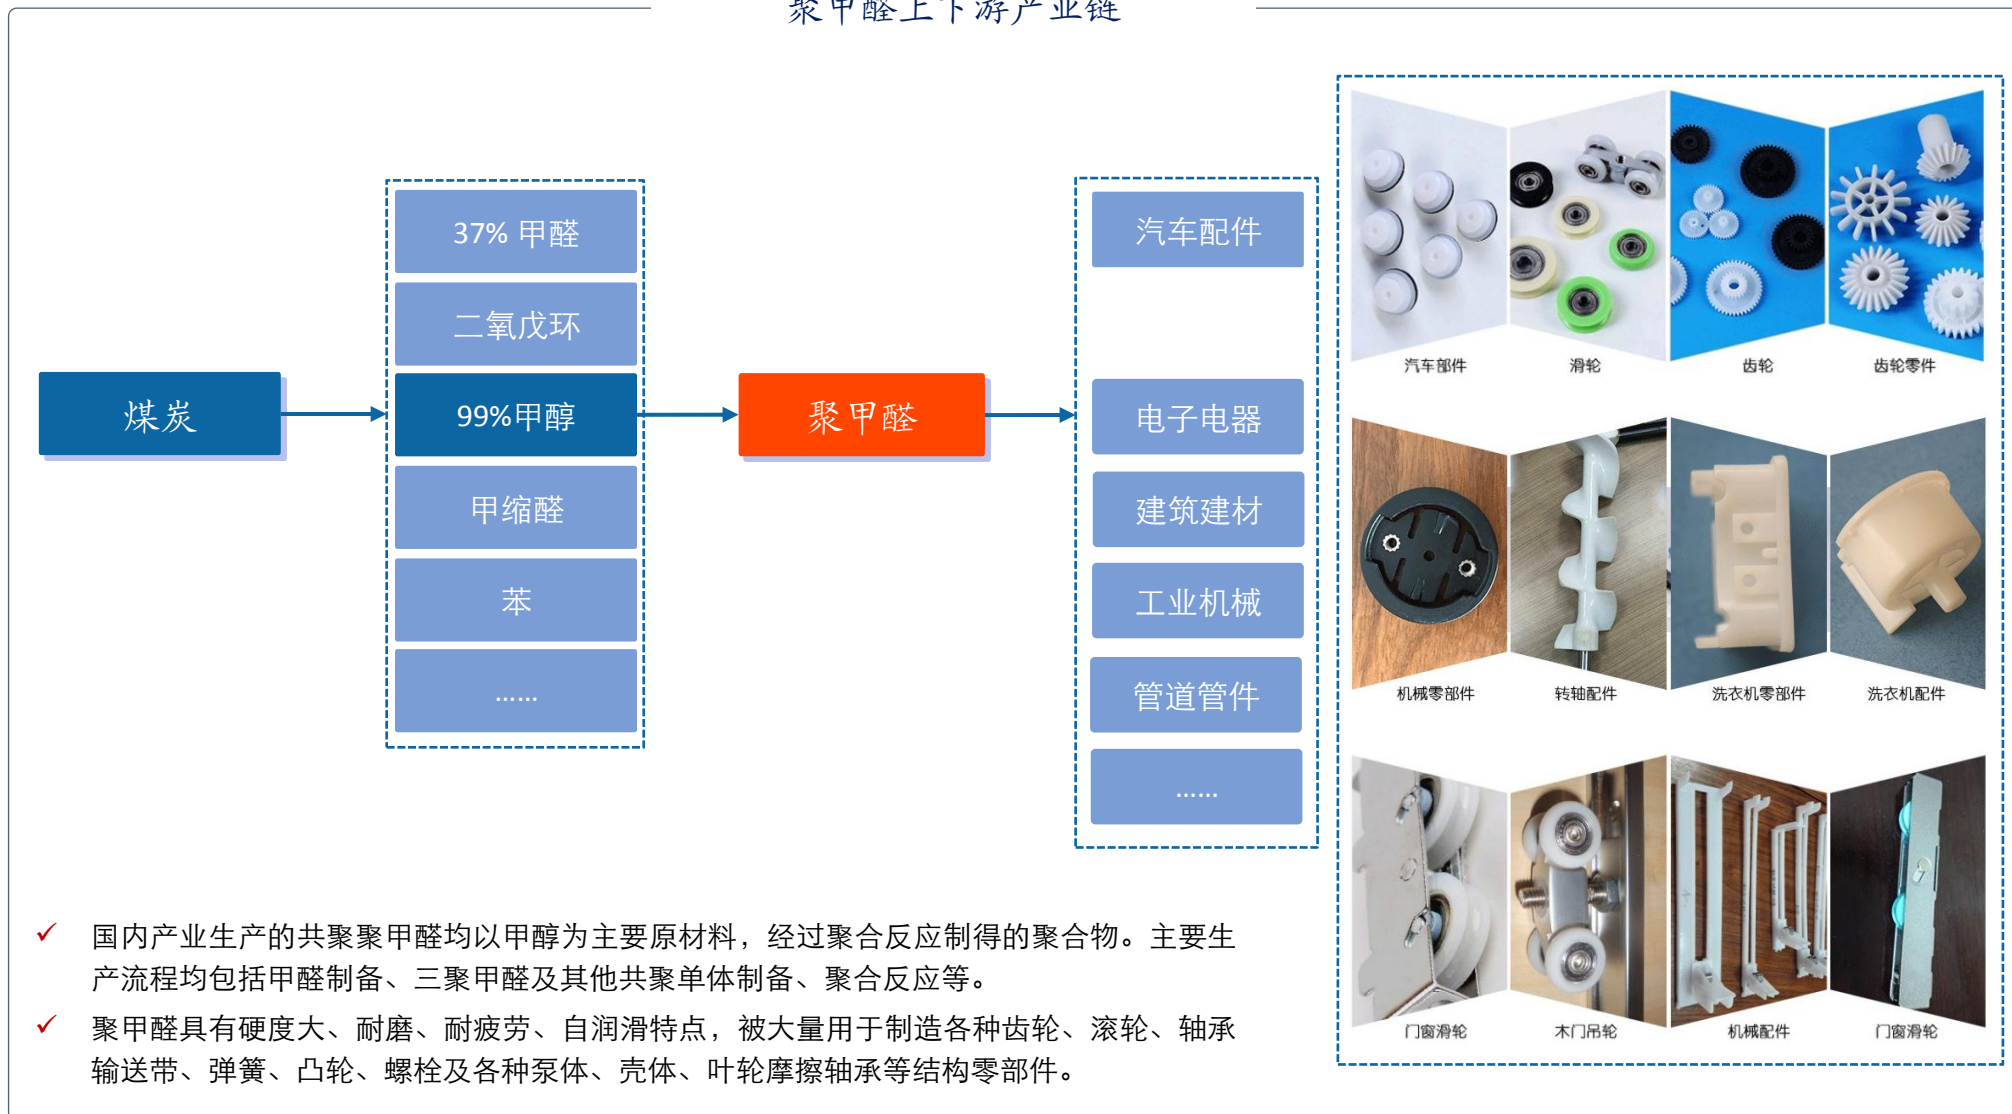 聚甲醛上下游产业链
煤炭
37% 甲醛
二氧戊环
99%甲醇
甲缩醛
苯
……
聚甲醛
汽车配件
电子电器
建筑建材
工业机械
管道管件
……
汽车部件
滑轮
齿轮
齿轮零件
机械零部件
转轴配件
洗衣机零部件
洗衣机配件
门窗滑轮
木门吊轮
机械配件
门窗滑轮
国内产业生产的共聚聚甲醛均以甲醇为主要原材料，经过聚合反应制得的聚合物。主要生
产流程均包括甲醛制备、三聚甲醛及其他共聚单体制备、聚合反应等。
聚甲醛具有硬度大、耐磨、耐疲劳、自润滑特点，被大量用于制造各种齿轮、滚轮、轴承
输送带、弹簧、凸轮、螺栓及各种泵体、壳体、叶轮摩擦轴承等结构零部件。